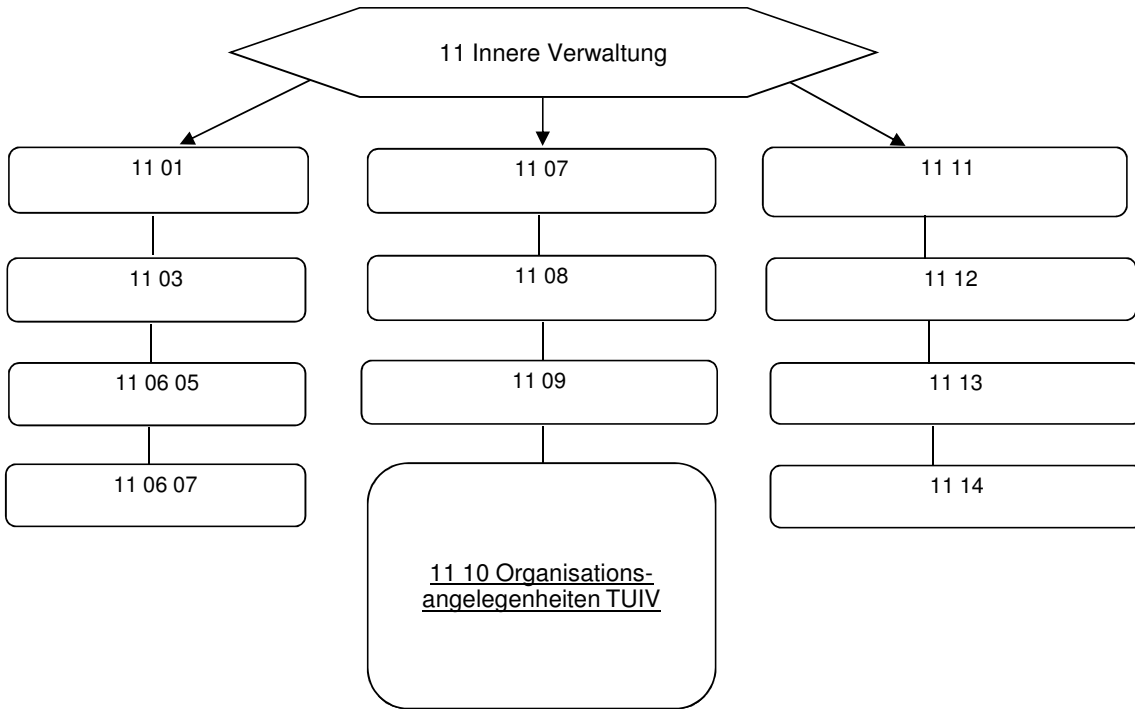 11 Innere Verwaltung
11 01
11 07
11 11
11 03
11 08
11 12
11 06 05
11 09
11 13
11 06 07
11 14
11 10 Organisations-
angelegenheiten TUIV